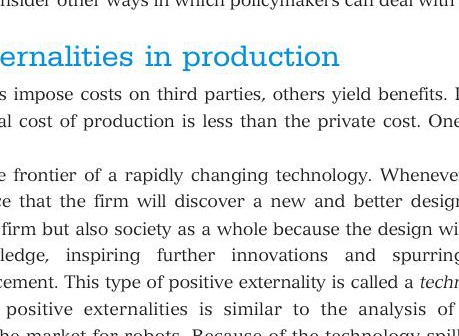 nsider other ways in which policymakers can deal with
ernalities in production
s impose costs on third parties, others yield benefits. I
al cost of production is less than the private cost. One
e frontier of a rapidly changing technology. Wheneve
ce that the firm will discover a new and better desig
firm but also society as a whole because the design wi
ledge, inspiring further innovations and spurring
cement. This type of positive externality is called a techn
positive externalities is similar to the analysis of
he market for robots. Because of the technology spill